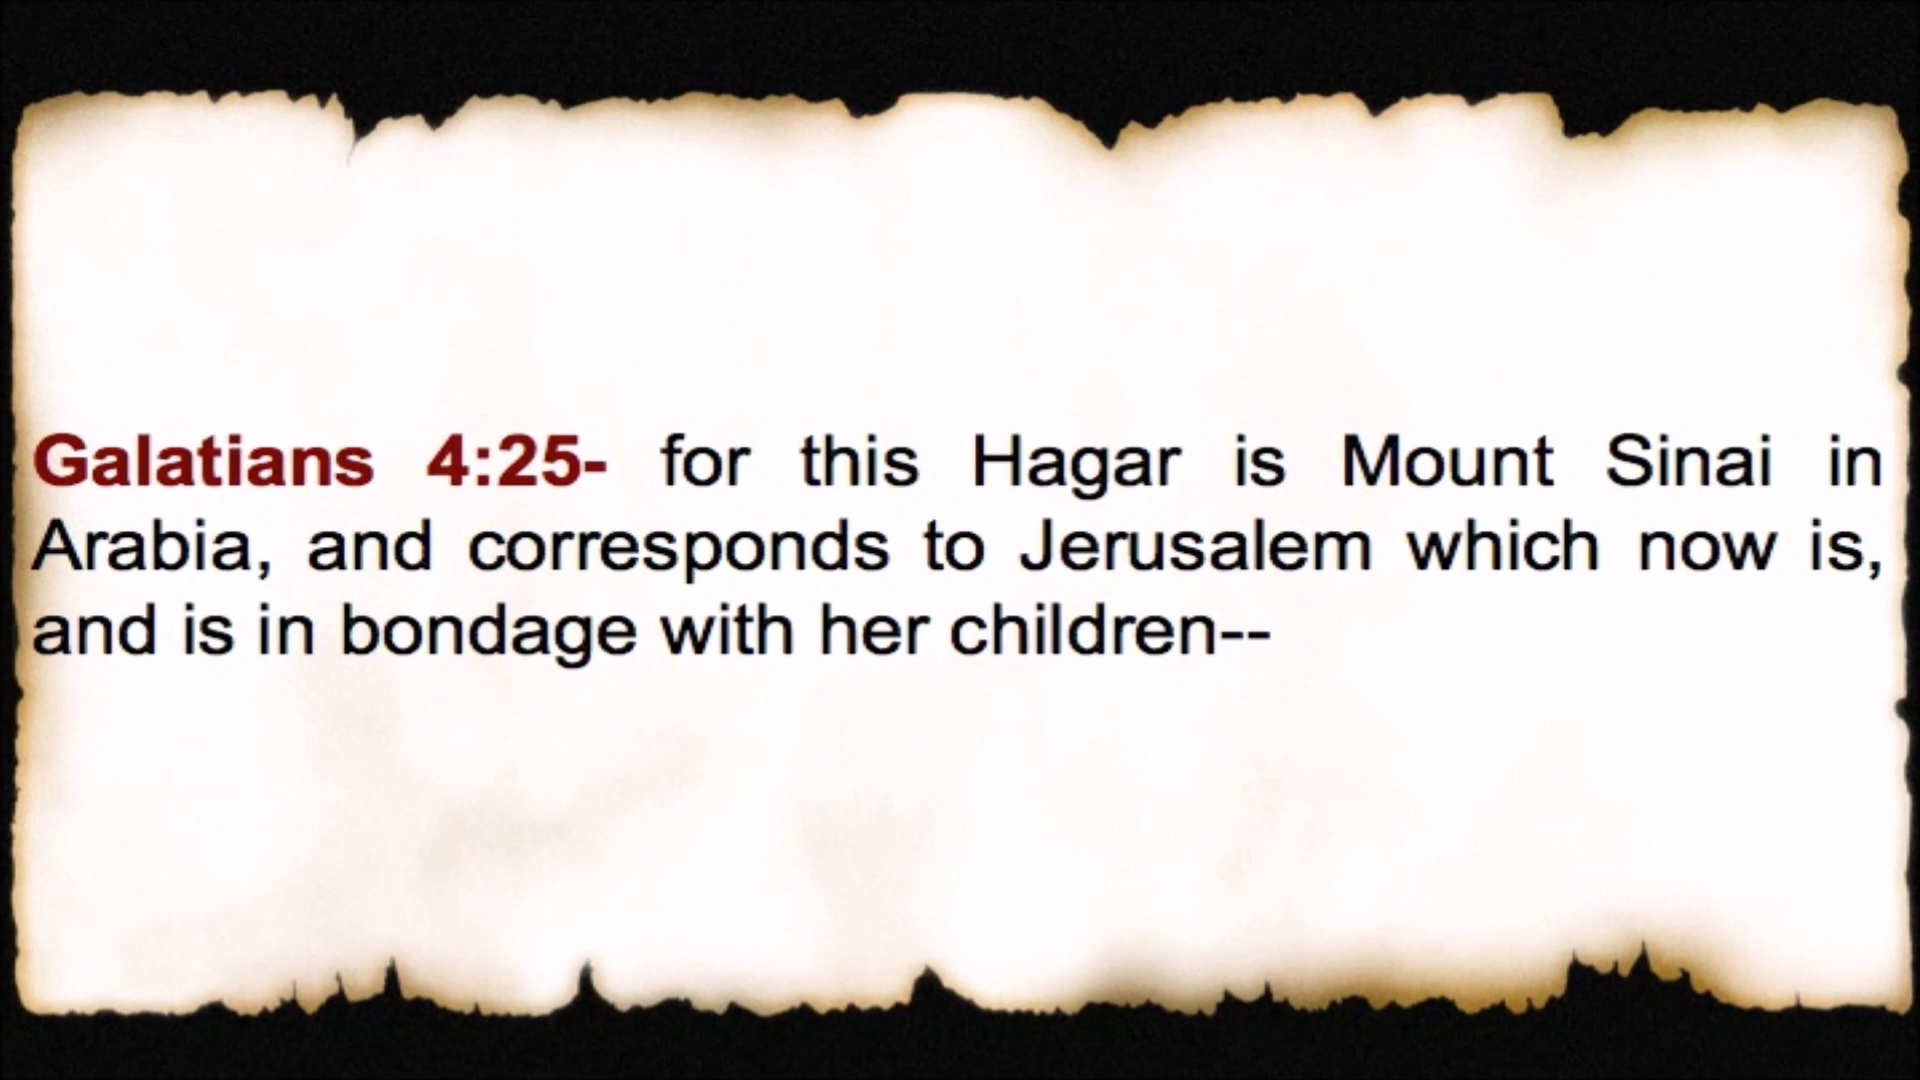 Galatians 4:25- for this Hagar is Mount Sinai in
Arabia, and corresponds to Jerusalem which now is,
and is in bondage with her children--